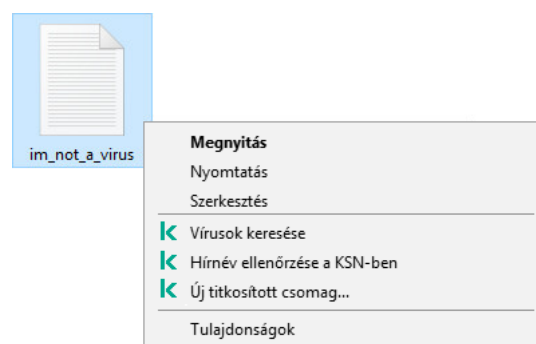 im_not_a_virus
Megnyitás
Nyomtatás
Szerkesztés
Vírusok keresése
Hírnév ellenőrzése a KSN-ben
Új titkosított csomag...
Tulajdonságok